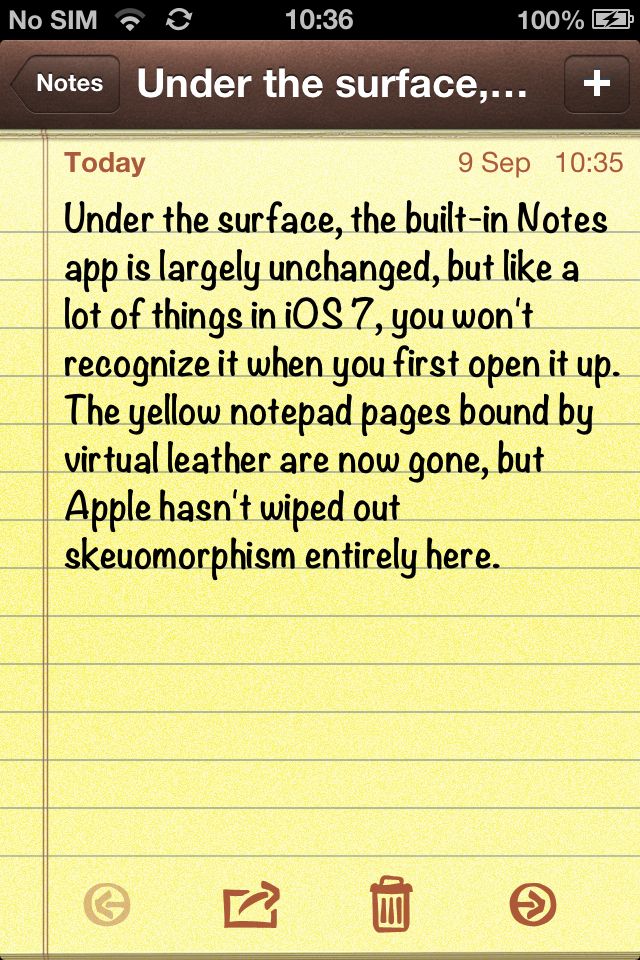 No SIM 10:36 100%
Notes Under the surface,... +
Today 9 Sep 10:35
Under the surface, the built-in Notes
app is largely unchanged, but like a
lot of things in iOS 7, you won't
recognize it when you first open it up.
The yellow notepad pages bound by
virtual leather are now gone, but
Apple hasn't wiped out
skeuomorphism entirely here.